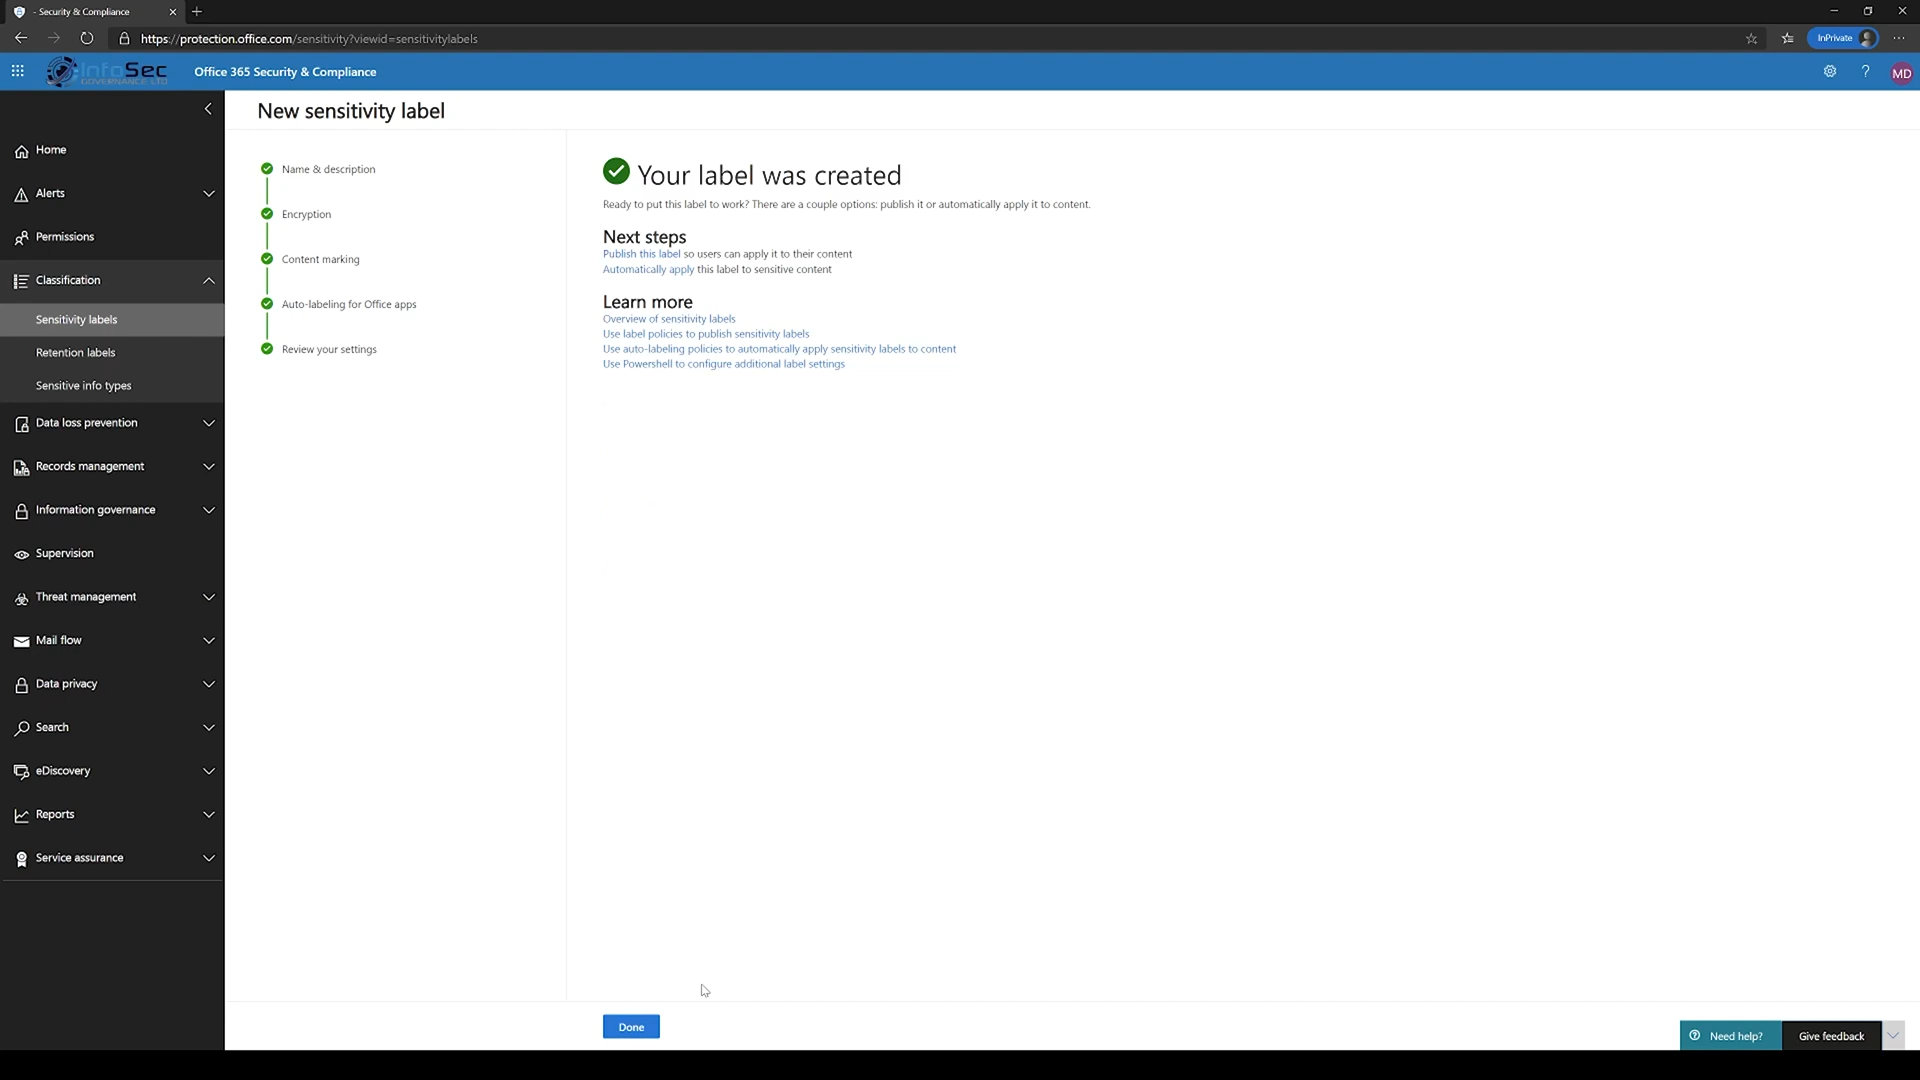 - Security & Compliance
https://protection.office.com/sensitivity?viewid=sensitivitylabels
InPrivate
InfoSec
GOVERNANCE LTD
Office 365 Security & Compliance
?
MD
New sensitivity label
Home
Alerts
Permissions
Classification
Sensitivity labels
Retention labels
Sensitive info types
Data loss prevention
Records management
Information governance
Supervision
Threat management
Mail flow
Data privacy
Search
eDiscovery
Reports
Service assurance
Name & description
Encryption
Content marking
Auto-labeling for Office apps
Review your settings
Your label was created
Ready to put this label to work? There are a couple options: publish it or automatically apply it to content.
Next steps
Publish this label so users can apply it to their content
Automatically apply this label to sensitive content
Learn more
Overview of sensitivity labels
Use label policies to publish sensitivity labels
Use auto-labeling policies to automatically apply sensitivity labels to content
Use Powershell to configure additional label settings
Done
Need help?
Give feedback